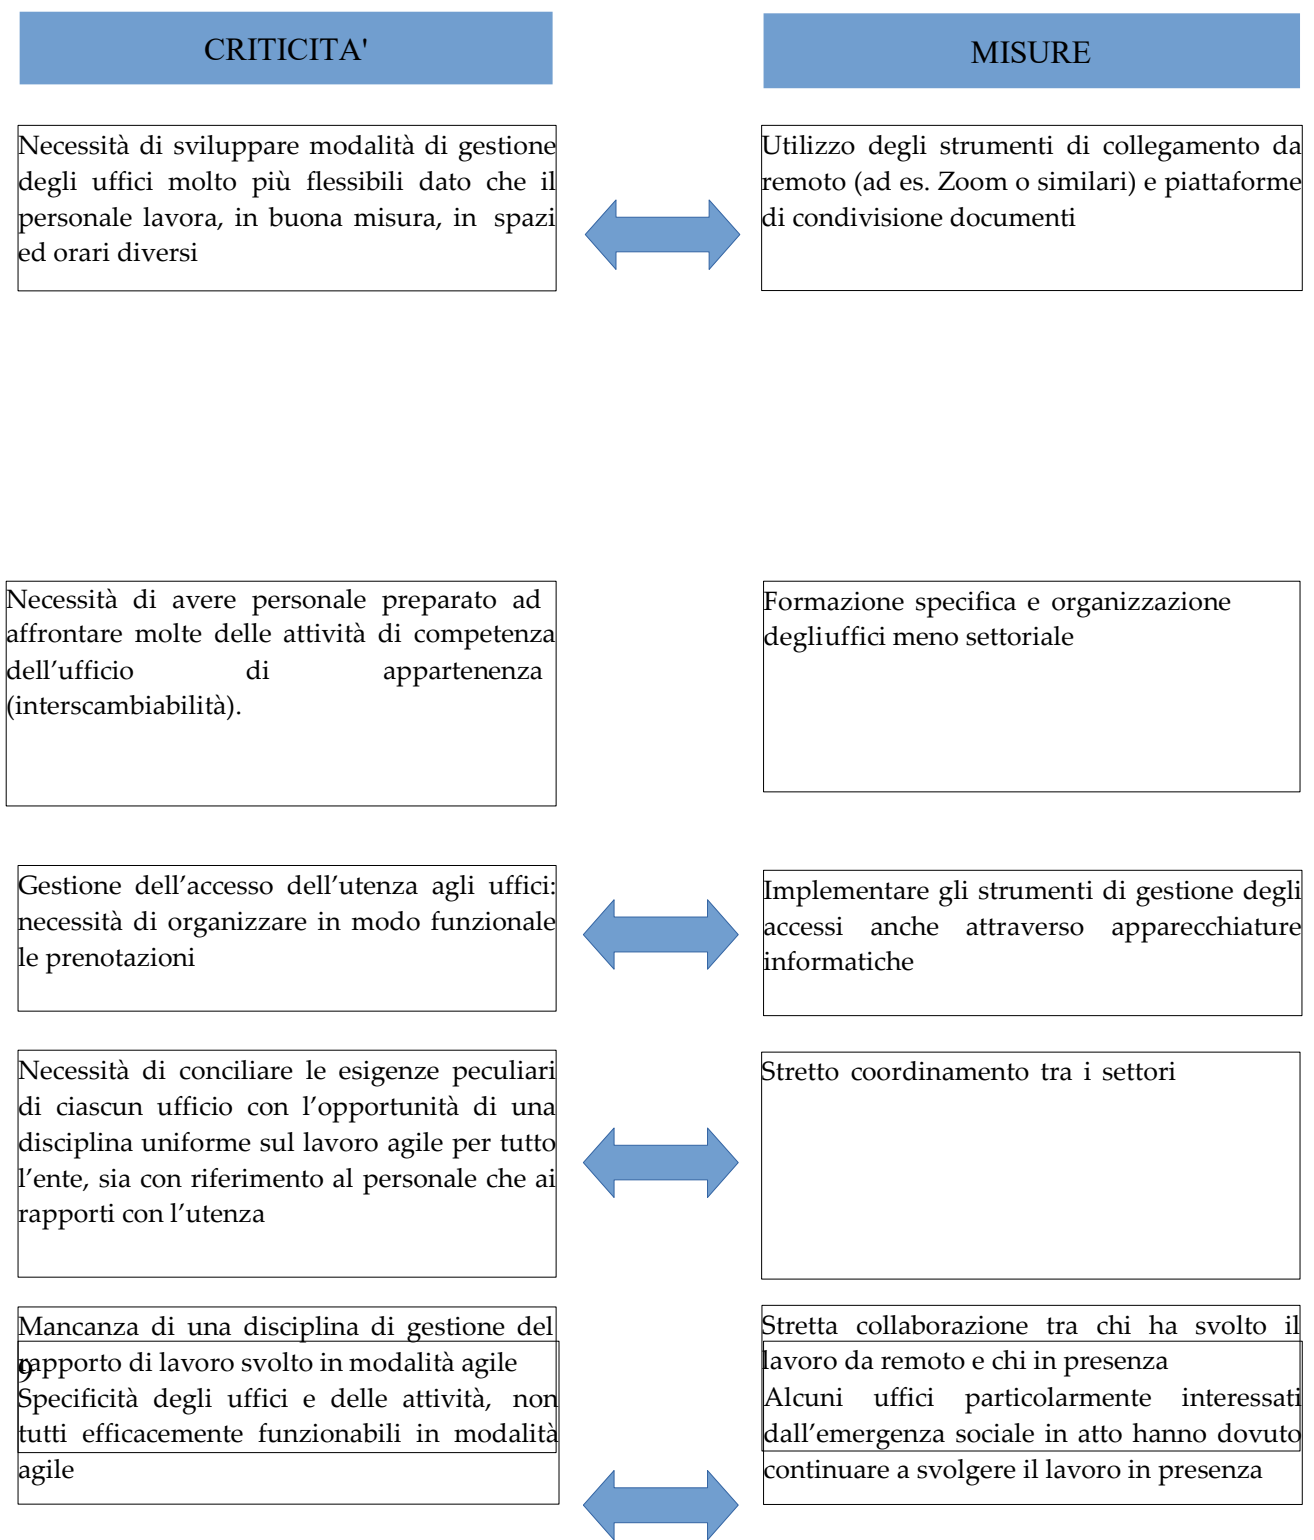 CRITICITA'
MISURE
Necessità di sviluppare modalità di gestione
degli uffici molto più flessibili dato che il
personale lavora, in buona misura, in spazi
ed orari diversi
Utilizzo degli strumenti di collegamento da
remoto (ad es. Zoom o similari) e piattaforme
di condivisione documenti
Necessità di avere personale preparato ad
affrontare molte delle attività di competenza
dell’ufficio di appartenenza
(interscambiabilità).
Formazione specifica e organizzazione
degliuffici meno settoriale
Gestione dell’accesso dell’utenza agli uffici:
necessità di organizzare in modo funzionale
le prenotazioni
Implementare gli strumenti di gestione degli
accessi anche attraverso apparecchiature
informatiche
Necessità di conciliare le esigenze peculiari
di ciascun ufficio con l’opportunità di una
disciplina uniforme sul lavoro agile per tutto
l’ente, sia con riferimento al personale che ai
rapporti con l’utenza
Stretto coordinamento tra i settori
Mancanza di una disciplina di gestione del
rapporto di lavoro svolto in modalità agile
9
Specificità degli uffici e delle attività, non
tutti efficacemente funzionabili in modalità
agile
Stretta collaborazione tra chi ha svolto il
lavoro da remoto e chi in presenza
Alcuni uffici particolarmente interessati
dall’emergenza sociale in atto hanno dovuto
continuare a svolgere il lavoro in presenza